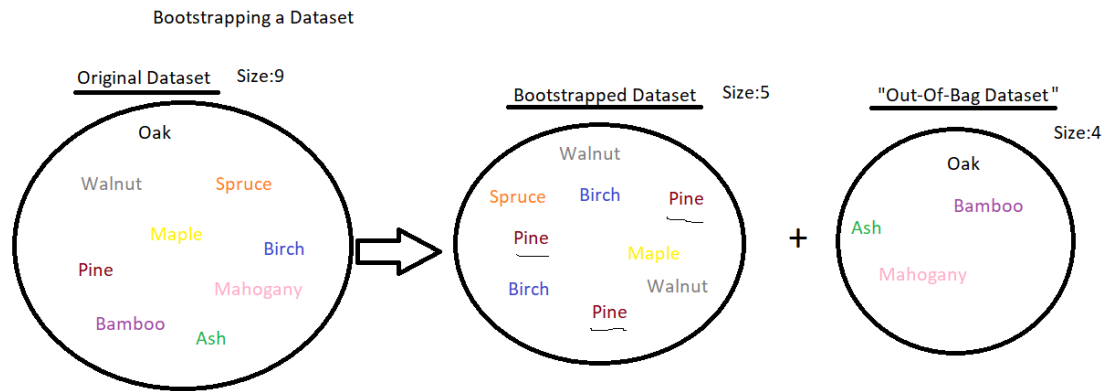 Bootstrapping a Dataset
Original Dataset Size:9
Oak
Walnut Spruce
Maple
Birch
Pine
Mahogany
Bamboo
Ash
Bootstrapped Dataset Size:5
Walnut
Spruce Birch Pine
Pine
Maple
Birch Walnut
Pine
+
"Out-Of-Bag Dataset"
Size:4
Oak
Bamboo
Ash
Mahogany